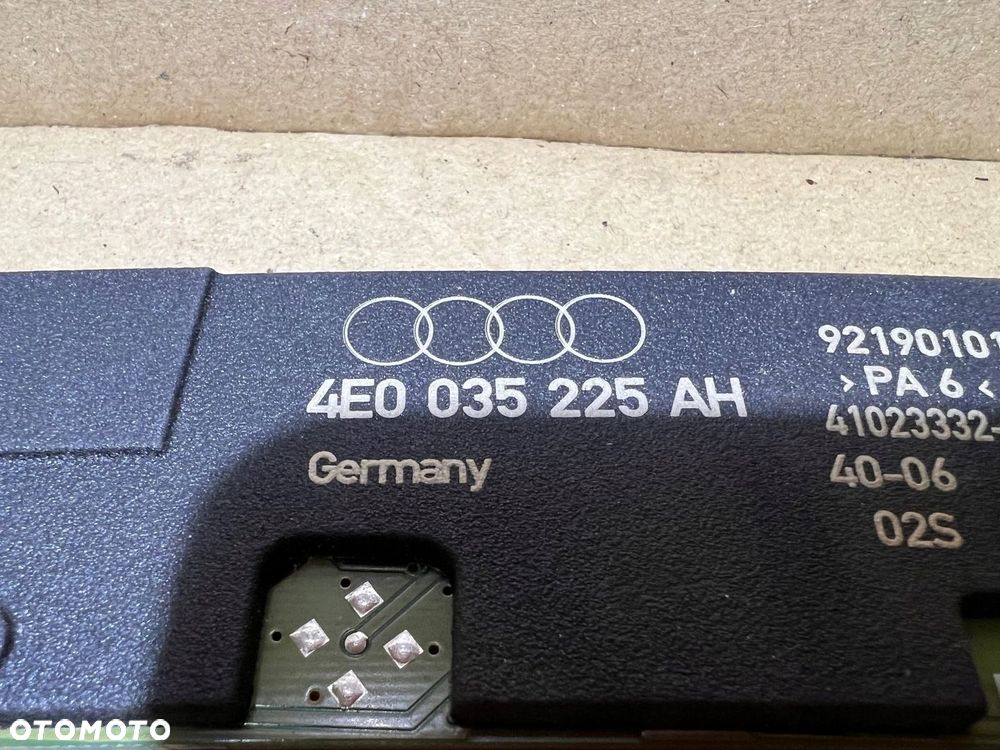 4E0 035 225 AH
Germany
> PA 6 <
40-06
02S
OTOMOTO